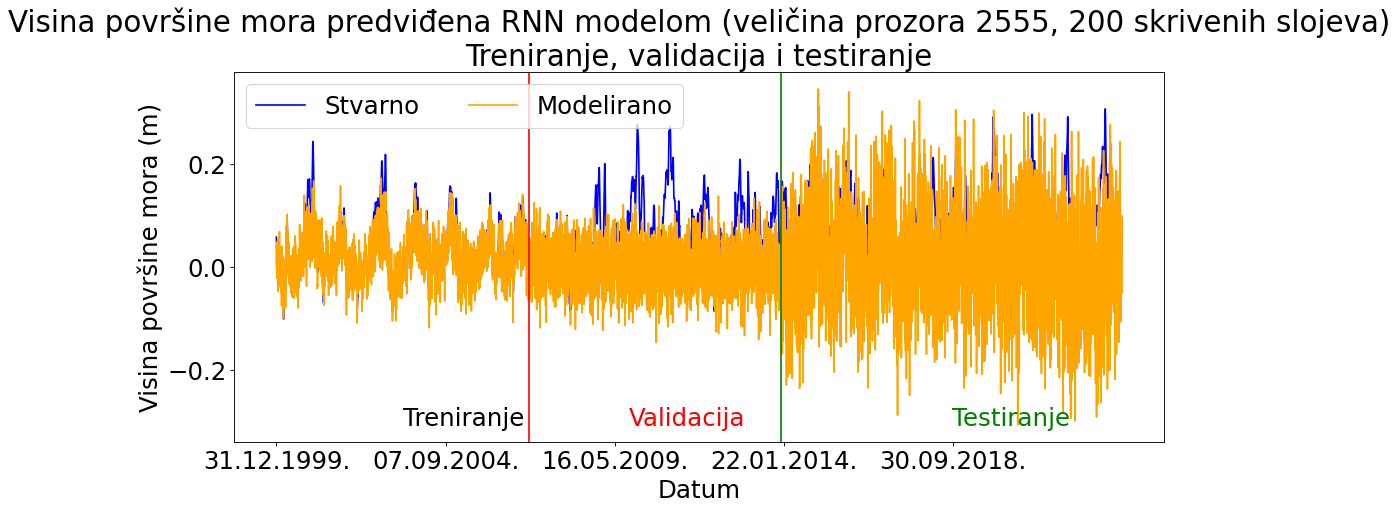 Visina površine mora predviđena RNN modelom (veličina prozora 2555, 200 skrivenih slojeva)
Treniranje, validacija i testiranje
Stvarno
Modelirano
Visina površine mora (m)
0.2
0.0
−0.2
Treniranje
Validacija
Testiranje
31.12.1999.
07.09.2004.
16.05.2009.
22.01.2014.
30.09.2018.
Datum